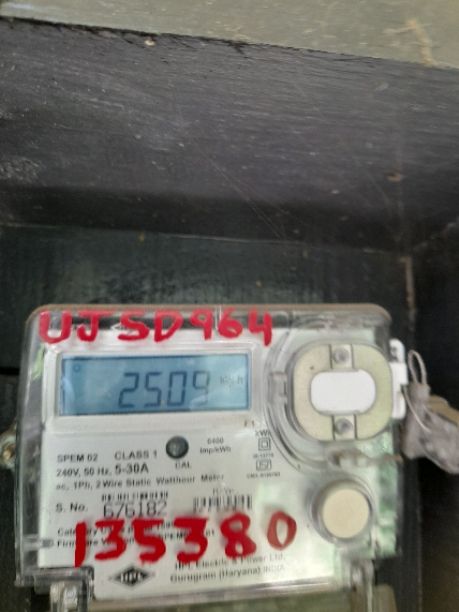 UJSD964
2509 kWh
SPEM 02 CLASS 1
6400 imp/kWh
240V, 50 Hz. 5-30A
CAL
ac, 1Ph, 2 Wire Static Watthour Meter
S. No. 676182
135380
HPL Electric & Power Ltd,
Gurugram (Haryana) INDIA